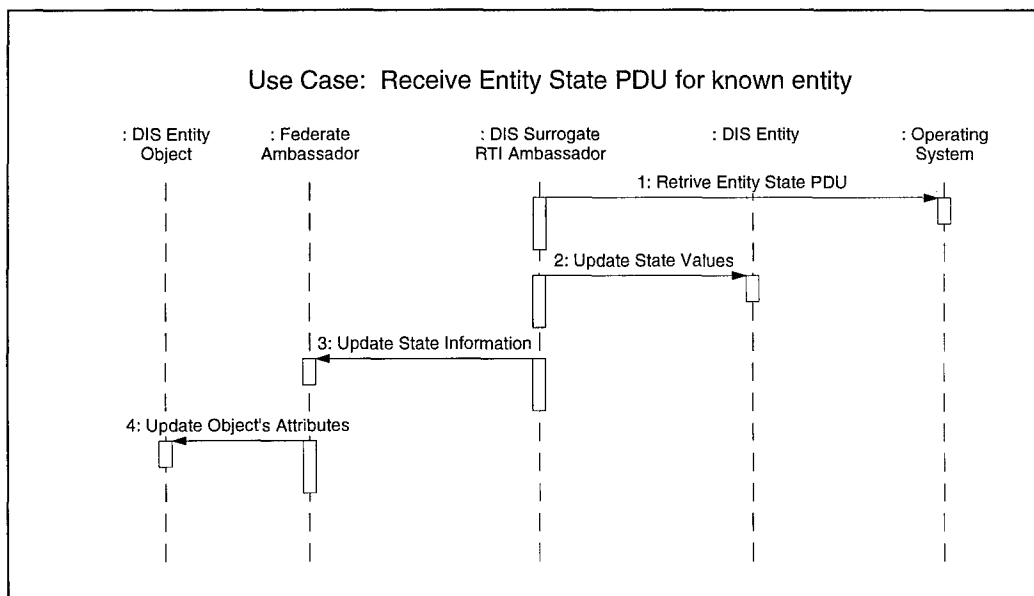 Use Case: Receive Entity State PDU for known entity
: DIS Entity
Object
: Federate
Ambassador
: DIS Surrogate
RTI Ambassador
: DIS Entity
: Operating
System
1: Retrive Entity State PDU
2: Update State Values
3: Update State Information
4: Update Object's Attributes